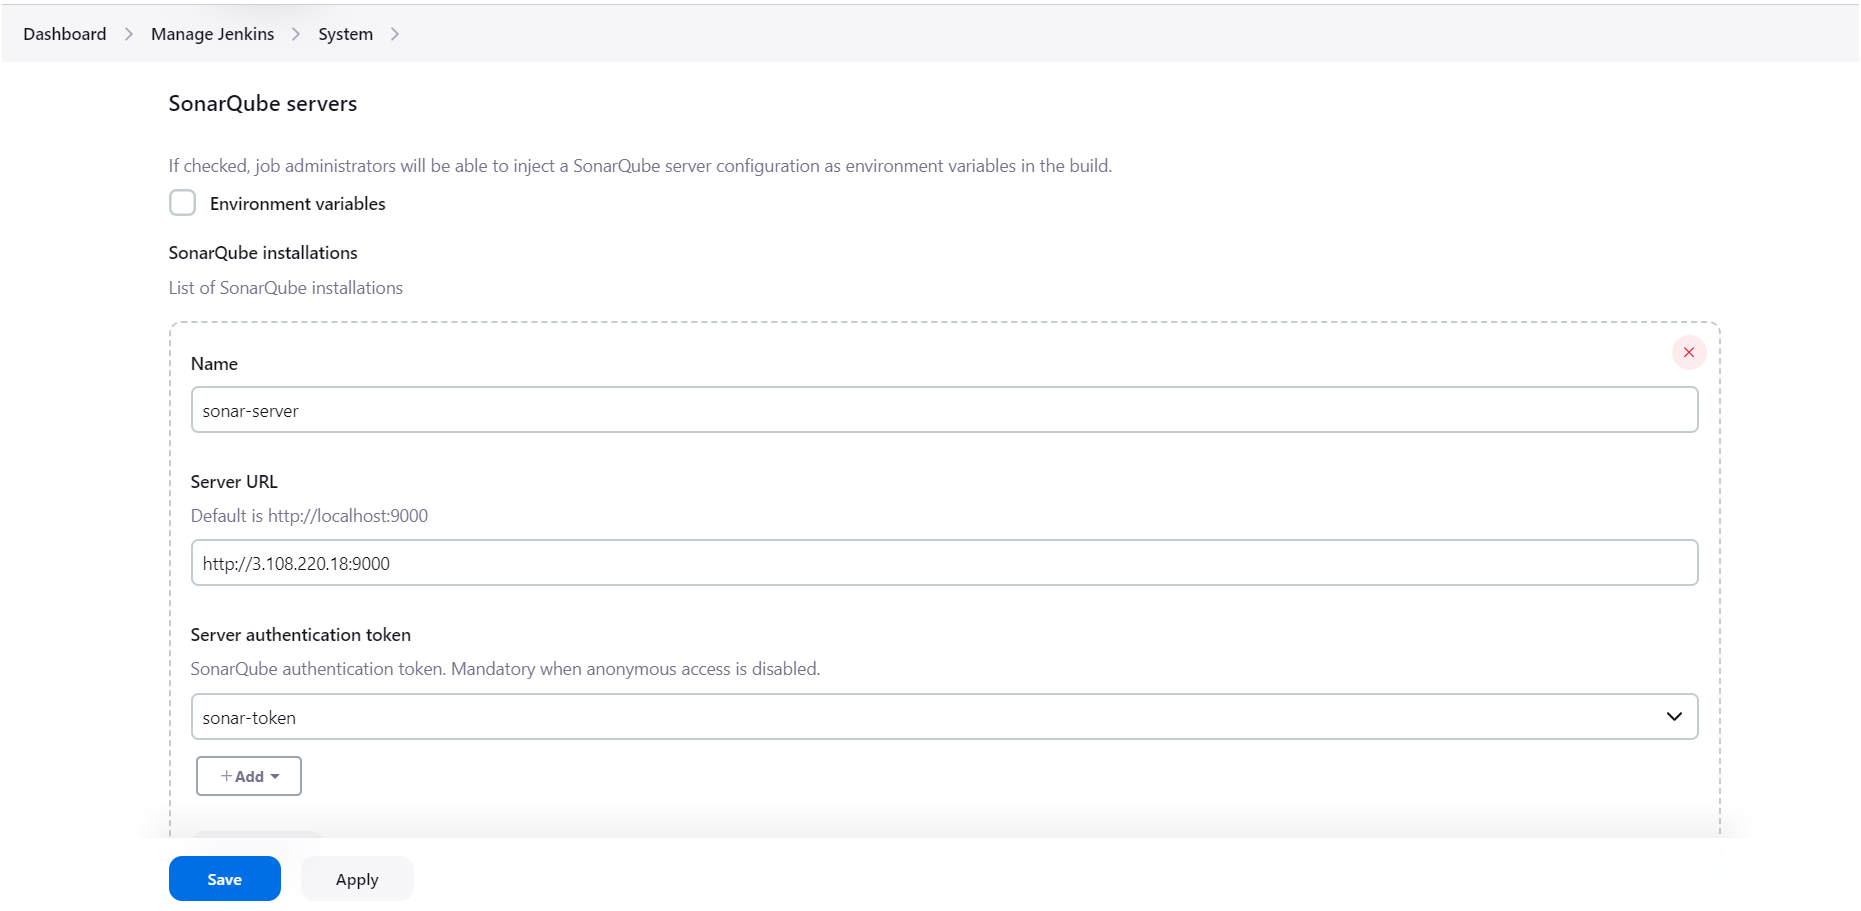 Dashboard > Manage Jenkins > System >
SonarQube servers
If checked, job administrators will be able to inject a SonarQube server configuration as environment variables in the build.
Environment variables
SonarQube installations
List of SonarQube installations
Name
sonar-server
Server URL
Default is http://localhost:9000
http://3.108.220.18:9000
Server authentication token
SonarQube authentication token. Mandatory when anonymous access is disabled.
sonar-token
+ Add
Save Apply